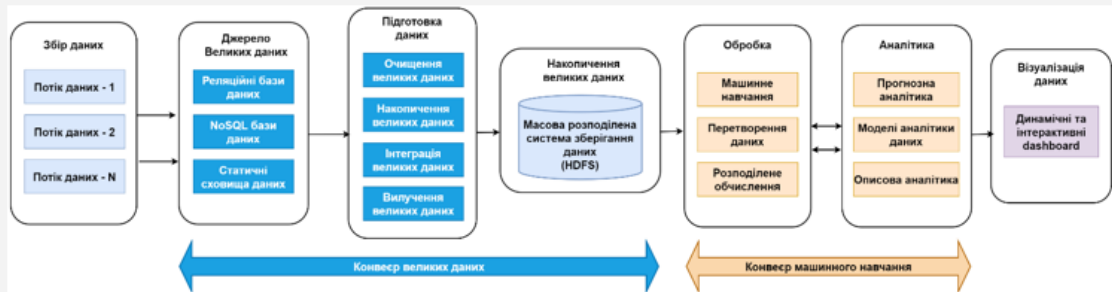 Збір даних
Потік даних - 1
Потік даних - 2
Потік даних - N
Джерело
Великих даних
Реляційні бази
даних
NoSQL бази
даних
Статичні
сховища даних
Підготовка
даних
Очищення
великих даних
Накопичення
великих даних
Інтеграція
великих даних
Вилучення
великих даних
Накопичення
великих даних
Масова розподілена
система зберігання
даних
(HDFS)
Обробка
Машинне
навчання
Перетворення
даних
Розподілене
обчислення
Аналітика
Прогнозна
аналітика
Моделі аналітики
даних
Описова аналітика
Візуалізація
даних
Динамічні та
інтерактивні
dashboard
Конвеєр великих даних
Конвеєр машинного навчання